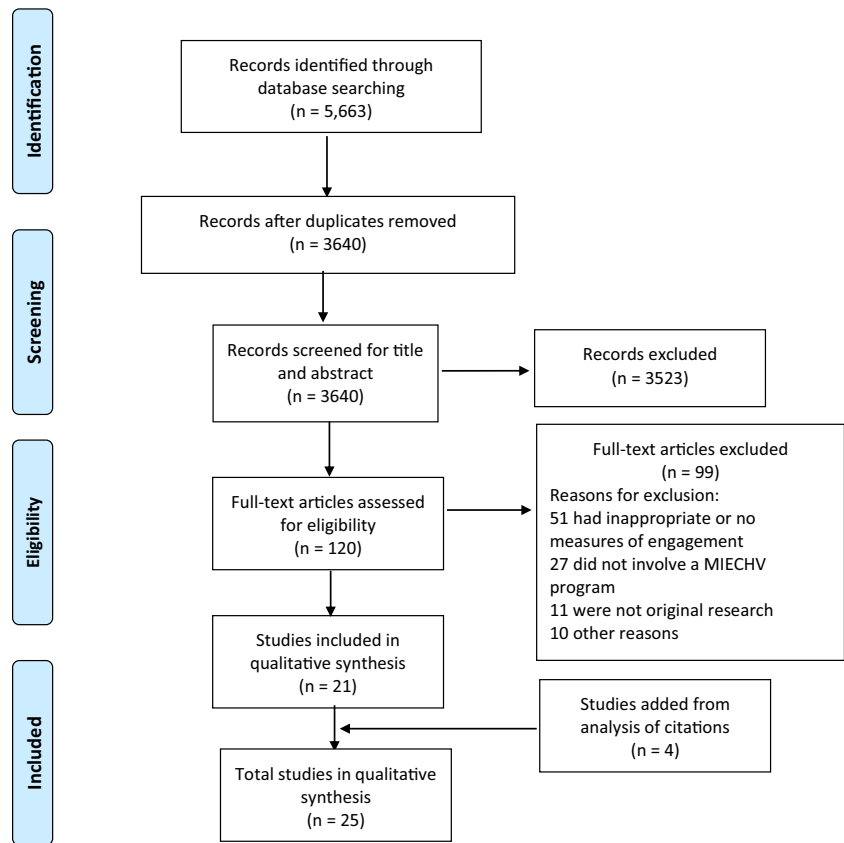 Identification
Records identified through
database searching
(n = 5,663)
Records after duplicates removed
(n = 3640)
Screening
Records screened for title
and abstract
(n = 3640)
Records excluded
(n = 3523)
Eligibility
Full-text articles assessed
for eligibility
(n = 120)
Full-text articles excluded
(n = 99)
Reasons for exclusion:
51 had inappropriate or no
measures of engagement
27 did not involve a MIECHV
program
11 were not original research
10 other reasons
Studies included in
qualitative synthesis
(n = 21)
Included
Studies added from
analysis of citations
(n = 4)
Total studies in qualitative
synthesis
(n = 25)